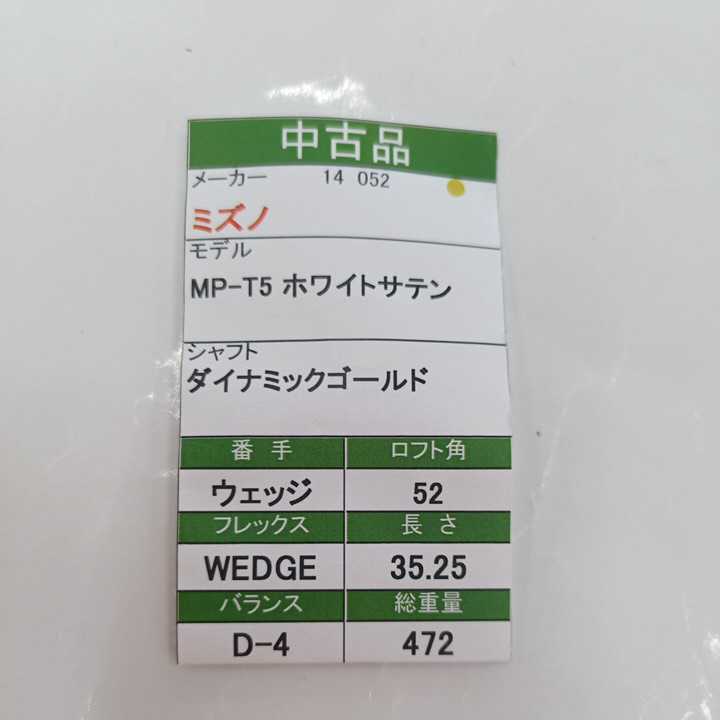 中古品
メーカー 14 052
ミズノ
モデル
MP-T5 ホワイトサテン
シャフト
ダイナミックゴールド
番手 ロフト角
ウェッジ 52
フレックス 長さ
WEDGE 35.25
バランス 総重量
D-4 472